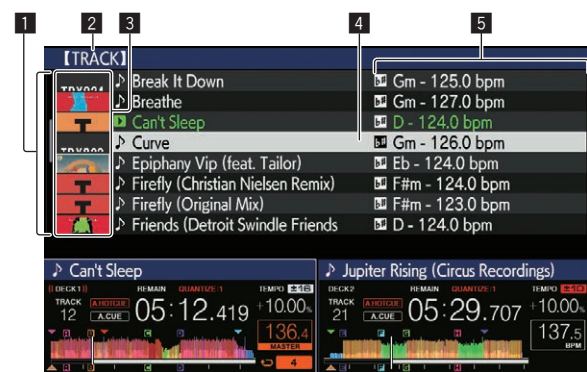 1 2 3 4 5
【TRACK】
Break It Down Gm - 125.0 bpm
Breathe Gm - 127.0 bpm
Can't Sleep D - 124.0 bpm
Curve Gm - 126.0 bpm
Epiphany Vip (feat. Tailor) Eb - 124.0 bpm
Firefly (Christian Nielsen Remix) F#m - 124.0 bpm
Firefly (Original Mix) F#m - 123.0 bpm
Friends (Detroit Swindle Friends D - 124.0 bpm
Can't Sleep
DECK1 REMAIN QUANTIZE:1 TEMPO ±16
TRACK 12 A.HOTCUE A.CUE 05:12.419 +10.00%
136.4 MASTER
4
Jupiter Rising (Circus Recordings)
DECK2 REMAIN QUANTIZE:1 TEMPO ±10
TRACK 21 A.HOTCUE A.CUE 05:29.707 +10.00%
137.5 BPM